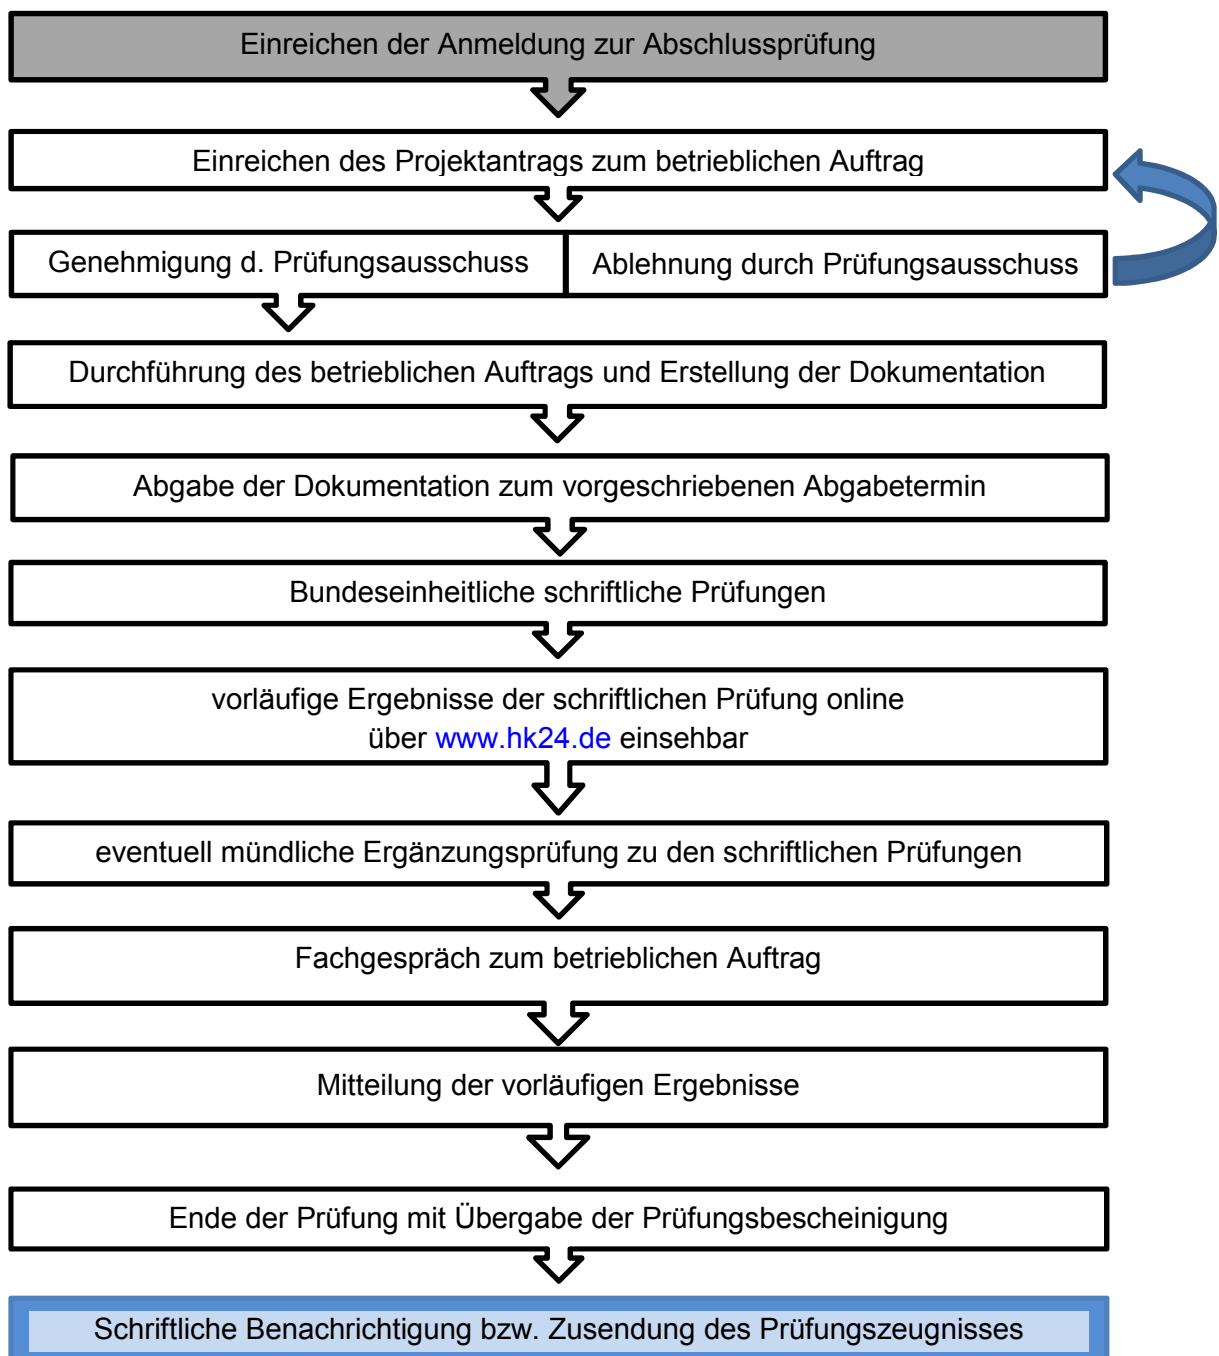 Einreichen der Anmeldung zur Abschlussprüfung
Einreichen des Projektantrags zum betrieblichen Auftrag
Genehmigung d. Prüfungsausschuss
Ablehnung durch Prüfungsausschuss
Durchführung des betrieblichen Auftrags und Erstellung der Dokumentation
Abgabe der Dokumentation zum vorgeschriebenen Abgabetermin
Bundeseinheitliche schriftliche Prüfungen
vorläufige Ergebnisse der schriftlichen Prüfung online
über www.hk24.de einsehbar
eventuell mündliche Ergänzungsprüfung zu den schriftlichen Prüfungen
Fachgespräch zum betrieblichen Auftrag
Mitteilung der vorläufigen Ergebnisse
Ende der Prüfung mit Übergabe der Prüfungsbescheinigung
Schriftliche Benachrichtigung bzw. Zusendung des Prüfungszeugnisses